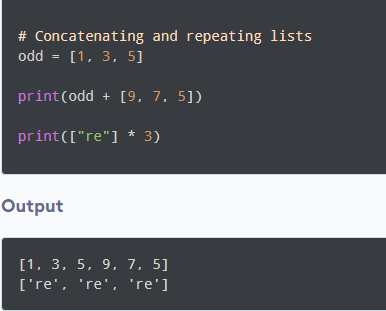 # Concatenating and repeating lists
odd = [1, 3, 5]
print(odd + [9, 7, 5])
print(["re"] * 3)
Output
[1, 3, 5, 9, 7, 5]
['re', 're', 're']